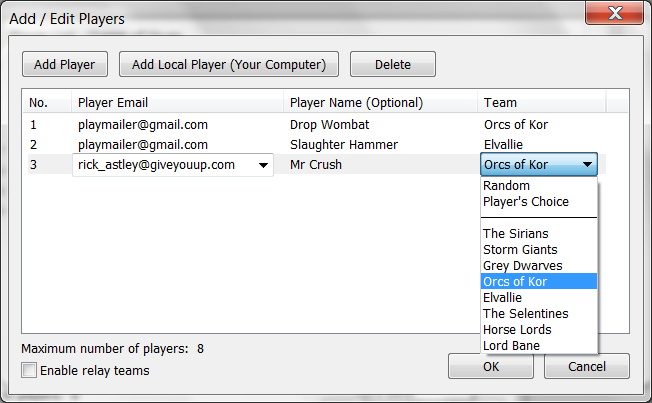 Add / Edit Players
Add Player Add Local Player (Your Computer) Delete
No. Player Email Player Name (Optional) Team
1 playmailer@gmail.com Drop Wombat Orcs of Kor
2 playmailer@gmail.com Slaughter Hammer Elvallie
3 rick_astley@giveyouup.com Mr Crush Orcs of Kor
Random
Player's Choice
The Sirians
Storm Giants
Grey Dwarves
Orcs of Kor
Elvallie
The Selentines
Horse Lords
Lord Bane
Maximum number of players: 8
Enable relay teams
OK Cancel